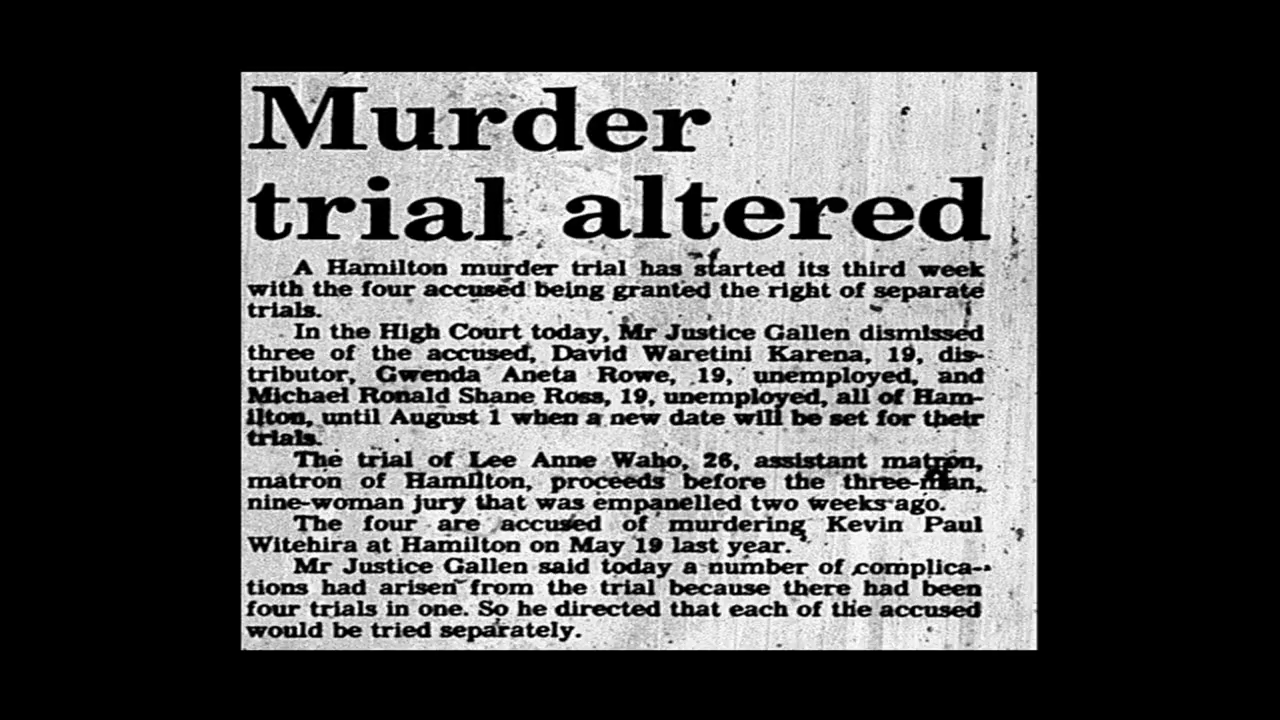 Murder
trial altered
A Hamilton murder trial has started its third week
with the four accused being granted the right of separate
trials.
In the High Court today, Mr Justice Gallen dismissed
three of the accused, David Waretini Karena, 19, dis-
tributor, Gwenda Aneta Rowe, 19, unemployed, and
Michael Ronald Shane Ross, 19, unemployed, all of Ham-
ilton, until August 1 when a new date will be set for their
trials.
The trial of Lee Anne Waho, 26, assistant matron,
matron of Hamilton, proceeds before the three-man,
nine-woman jury that was empanelled two weeks ago.
The four are accused of murdering Kevin Paul
Witehira at Hamilton on May 19 last year.
Mr Justice Gallen said today a number of complica-
tions had arisen from the trial because there had been
four trials in one. So he directed that each of the accused
would be tried separately.